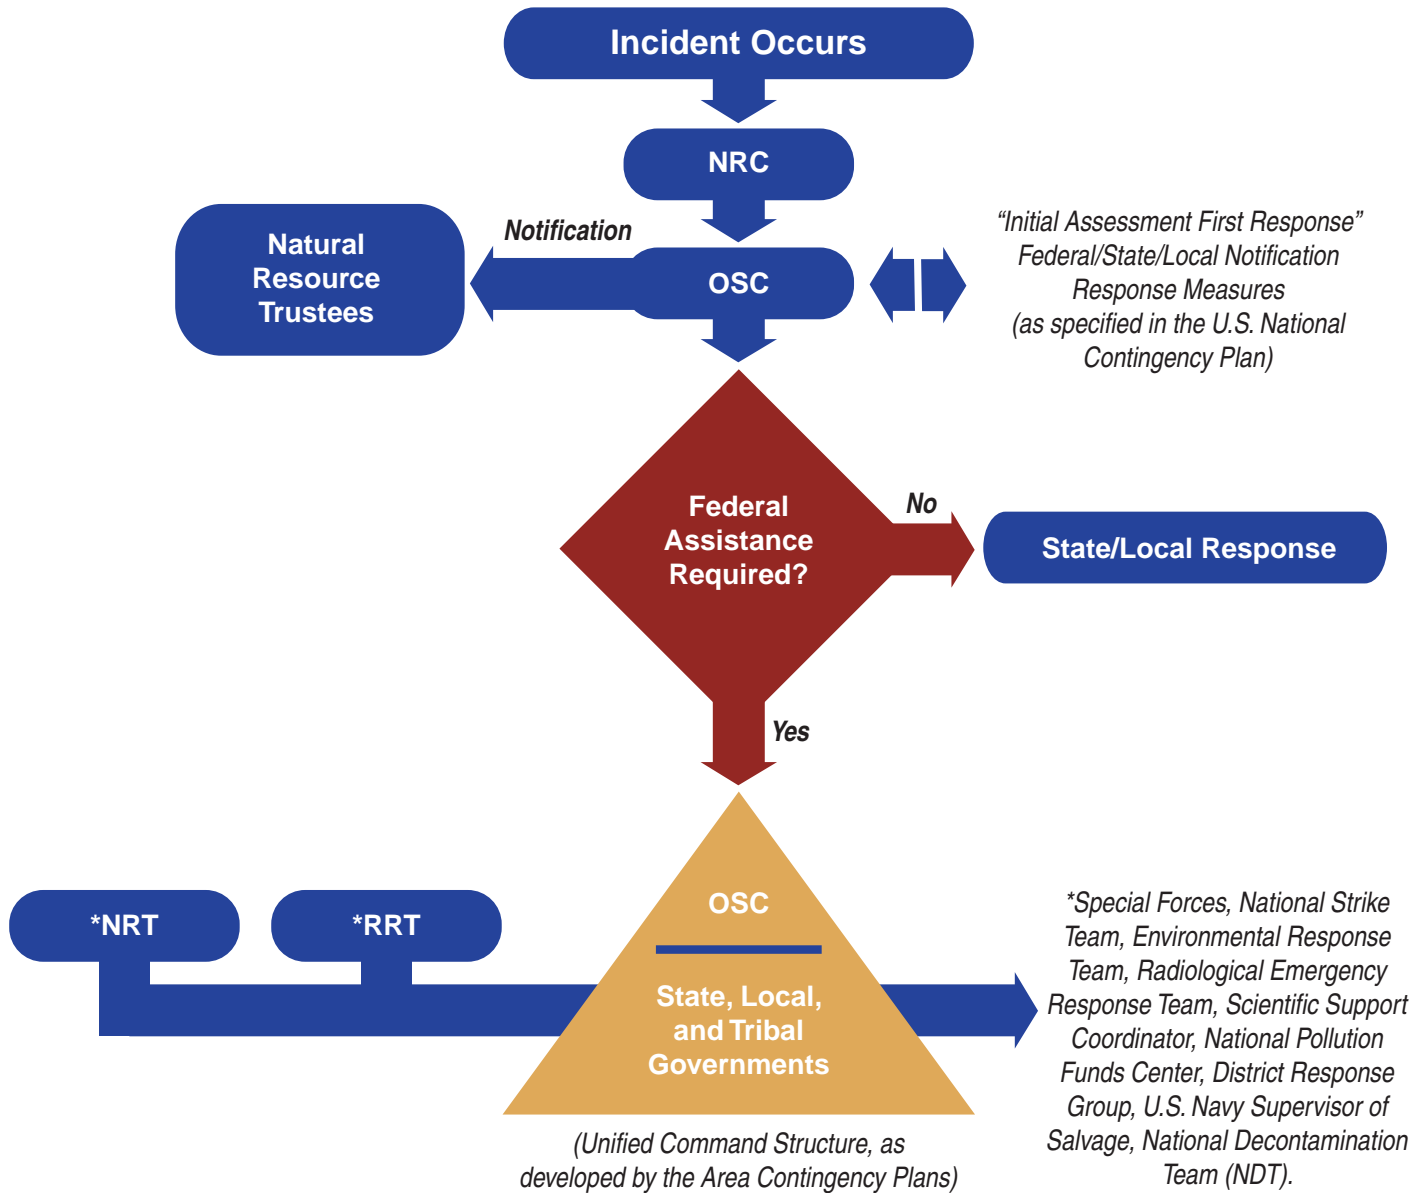 Incident Occurs
NRC
Notification
Natural
Resource
Trustees
OSC
“Initial Assessment First Response”
Federal/State/Local Notification
Response Measures
(as specified in the U.S. National
Contingency Plan)
Federal
Assistance
Required?
No
State/Local Response
Yes
*NRT
*RRT
OSC
State, Local,
and Tribal
Governments
(Unified Command Structure, as
developed by the Area Contingency Plans)
*Special Forces, National Strike
Team, Environmental Response
Team, Radiological Emergency
Response Team, Scientific Support
Coordinator, National Pollution
Funds Center, District Response
Group, U.S. Navy Supervisor of
Salvage, National Decontamination
Team (NDT).